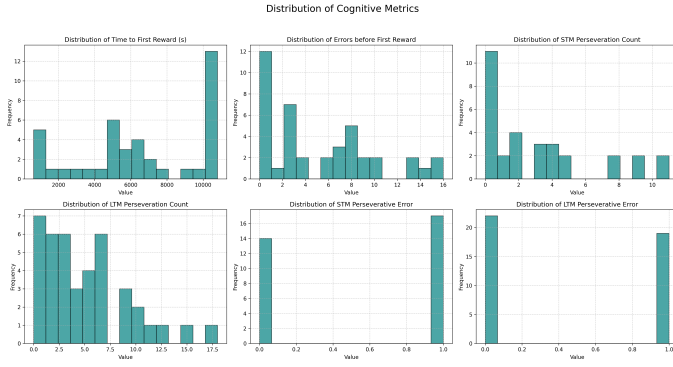 Distribution of Cognitive Metrics
Distribution of Time to First Reward (s)
Frequency
12
10
8
6
4
2
0
2000 4000 6000 8000 10000
Value
Distribution of Errors before First Reward
Frequency
12
10
8
6
4
2
0
0 2 4 6 8 10 12 14 16
Value
Distribution of STM Perseveration Count
Frequency
10
8
6
4
2
0
0 2 4 6 8 10
Value
Distribution of LTM Perseveration Count
Frequency
7
6
5
4
3
2
1
0
0.0 2.5 5.0 7.5 10.0 12.5 15.0 17.5
Value
Distribution of STM Perseverative Error
Frequency
16
14
12
10
8
6
4
2
0
0.0 0.2 0.4 0.6 0.8 1.0
Value
Distribution of LTM Perseverative Error
Frequency
20
15
10
5
0
0.0 0.2 0.4 0.6 0.8 1.0
Value